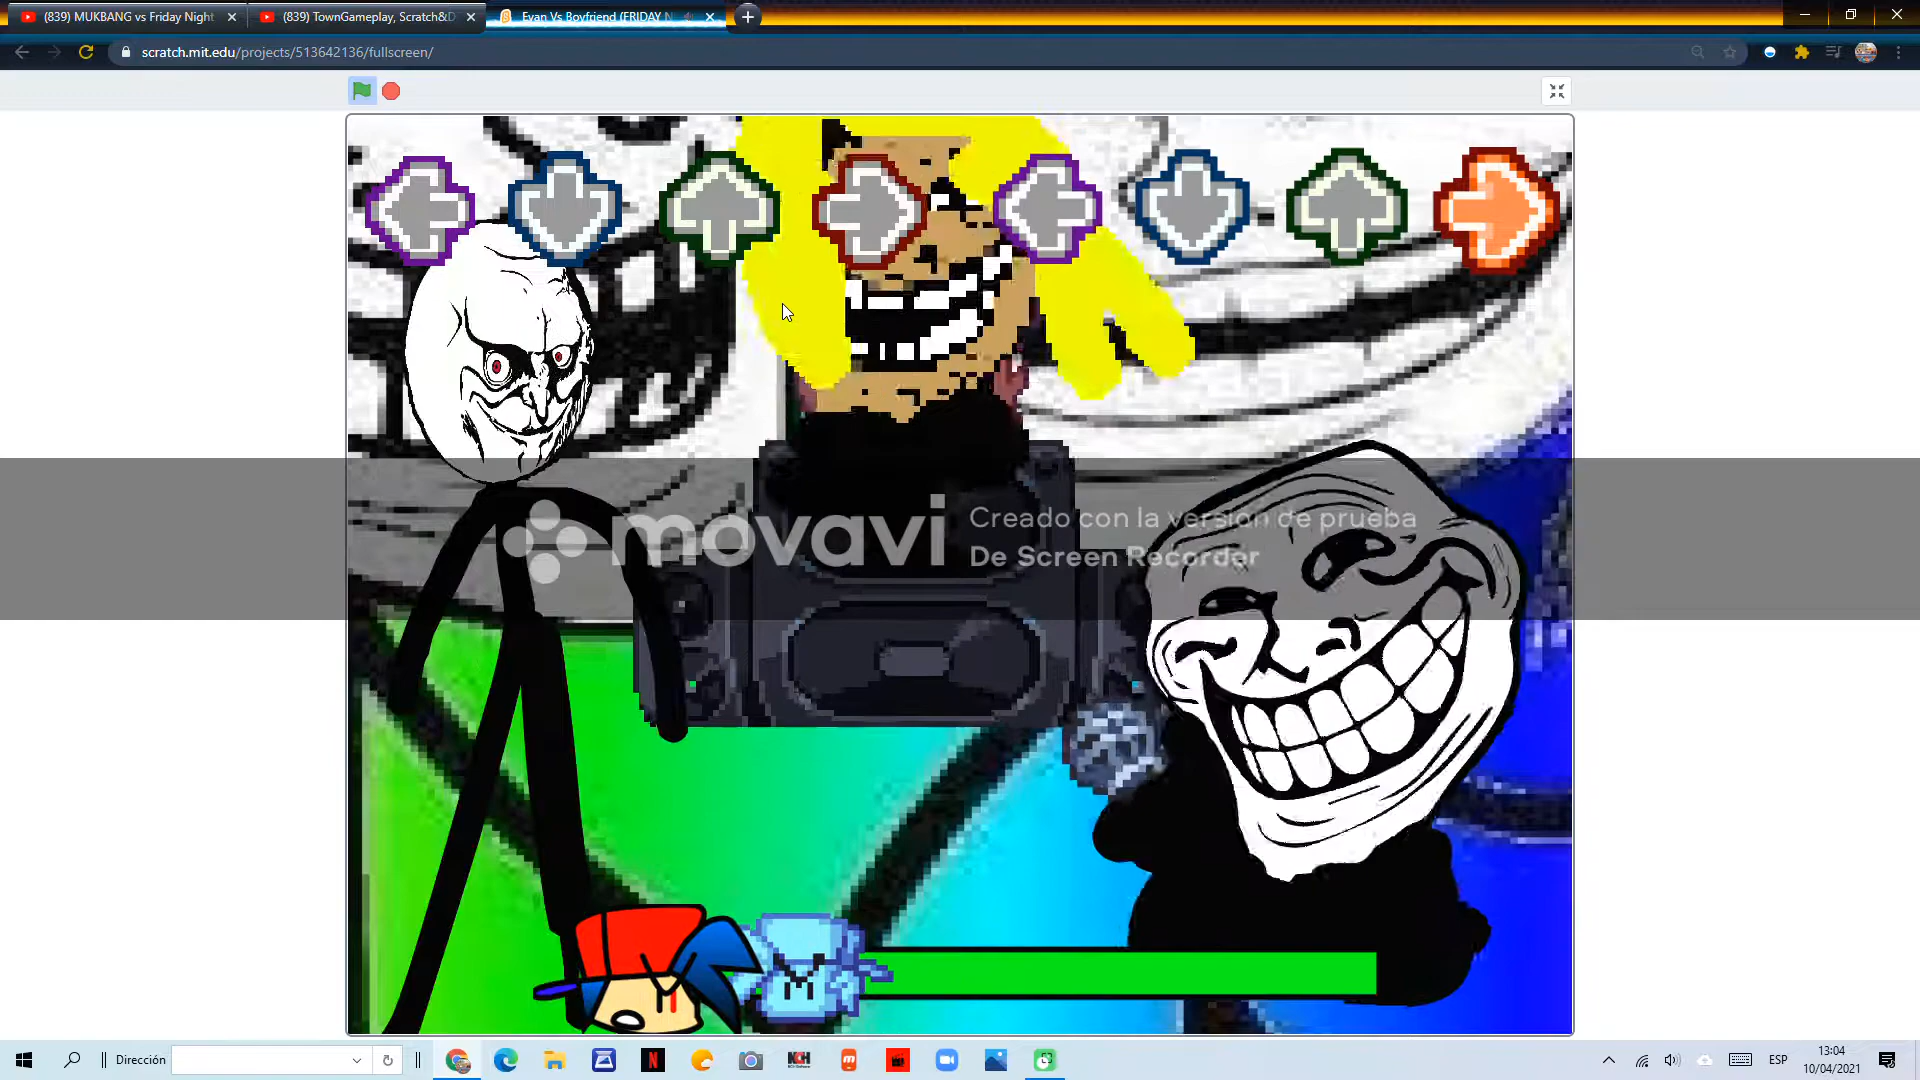 (839) MUKBANG vs Friday Night
(839) TownGameplay, Scratch&D
Evan Vs Boyfriend (FRIDAY N
scratch.mit.edu/projects/513642136/fullscreen/
movavi
Creado con la versión de prueba
De Screen Recorder
Dirección
NCH
ESP
13:04
10/04/2021